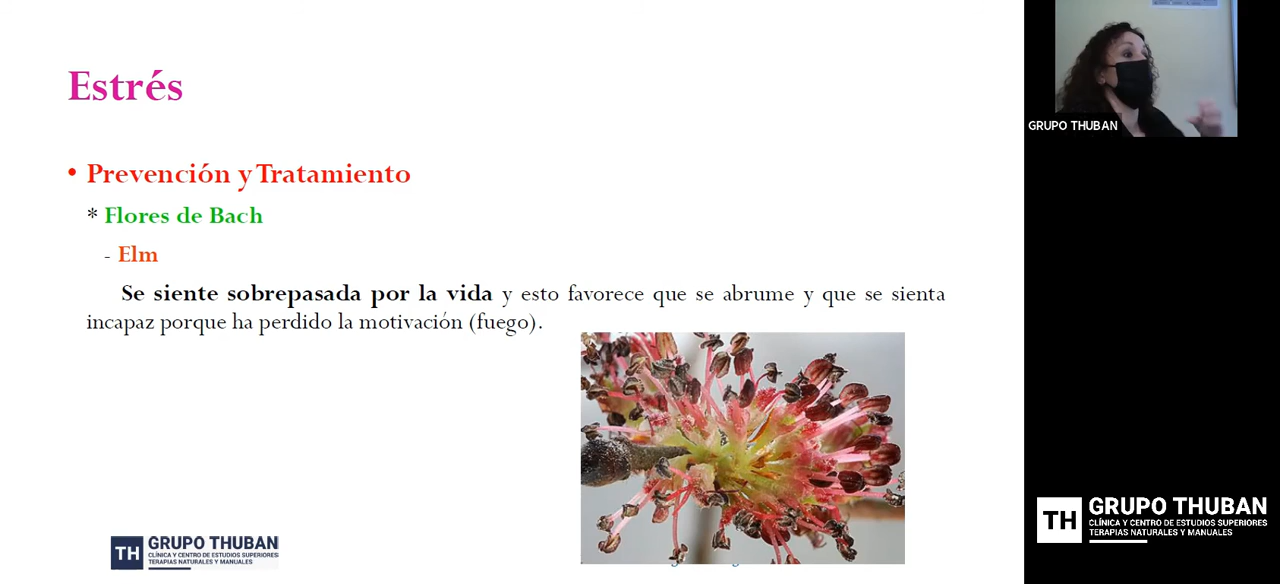 Estrés
• Prevención y Tratamiento
* Flores de Bach
- Elm
Se siente sobrepasada por la vida y esto favorece que se abrume y que se sienta
incapaz porque ha perdido la motivación (fuego).
TH GRUPO THUBAN
CLÍNICA Y CENTRO DE ESTUDIOS SUPERIORES
TERAPIAS NATURALES Y MANUALES
GRUPO THUBAN
TH GRUPO THUBAN
CLÍNICA Y CENTRO DE ESTUDIOS SUPERIORES
TERAPIAS NATURALES Y MANUALES